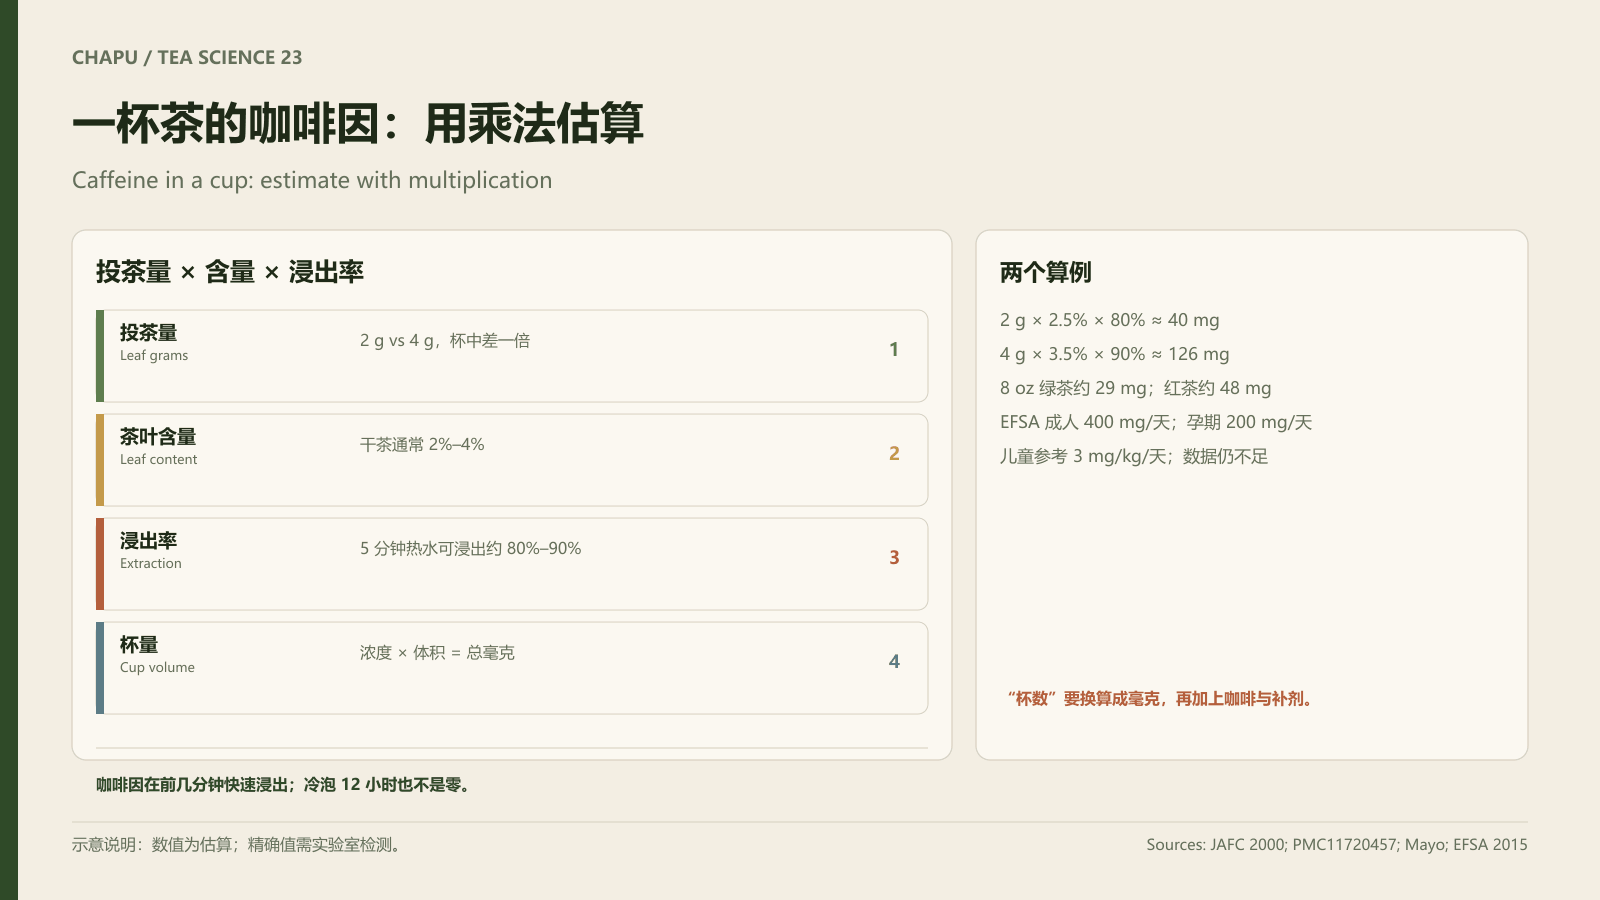 CHAPU / TEA SCIENCE 23
一杯茶的咖啡因：用乘法估算
Caffeine in a cup: estimate with multiplication
投茶量 × 含量 × 浸出率
投茶量
Leaf grams
2 g vs 4 g，杯中差一倍
1
茶叶含量
Leaf content
干茶通常 2%–4%
2
浸出率
Extraction
5 分钟热水可浸出约 80%–90%
3
杯量
Cup volume
浓度 × 体积 = 总毫克
4
咖啡因在前几分钟快速浸出；冷泡 12 小时也不是零。
两个算例
2 g × 2.5% × 80% ≈ 40 mg
4 g × 3.5% × 90% ≈ 126 mg
8 oz 绿茶约 29 mg；红茶约 48 mg
EFSA 成人 400 mg/天；孕期 200 mg/天
儿童参考 3 mg/kg/天；数据仍不足
“杯数”要换算成毫克，再加上咖啡与补剂。
示意说明：数值为估算；精确值需实验室检测。
Sources: JAFC 2000; PMC11720457; Mayo; EFSA 2015